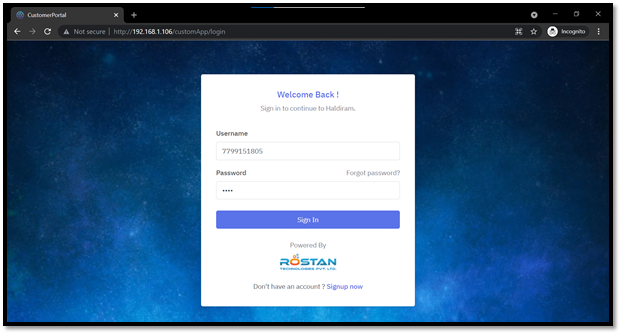 CustomerPortal
Incognito
Not secure | http://192.168.1.106/customApp/login
Welcome Back !
Sign in to continue to Haldiram.
Username
7799151805
Password
Forgot password?
••••
Sign In
Powered By
ROSTAN
TECHNOLOGIES PVT. LTD.
Don't have an account ? Signup now